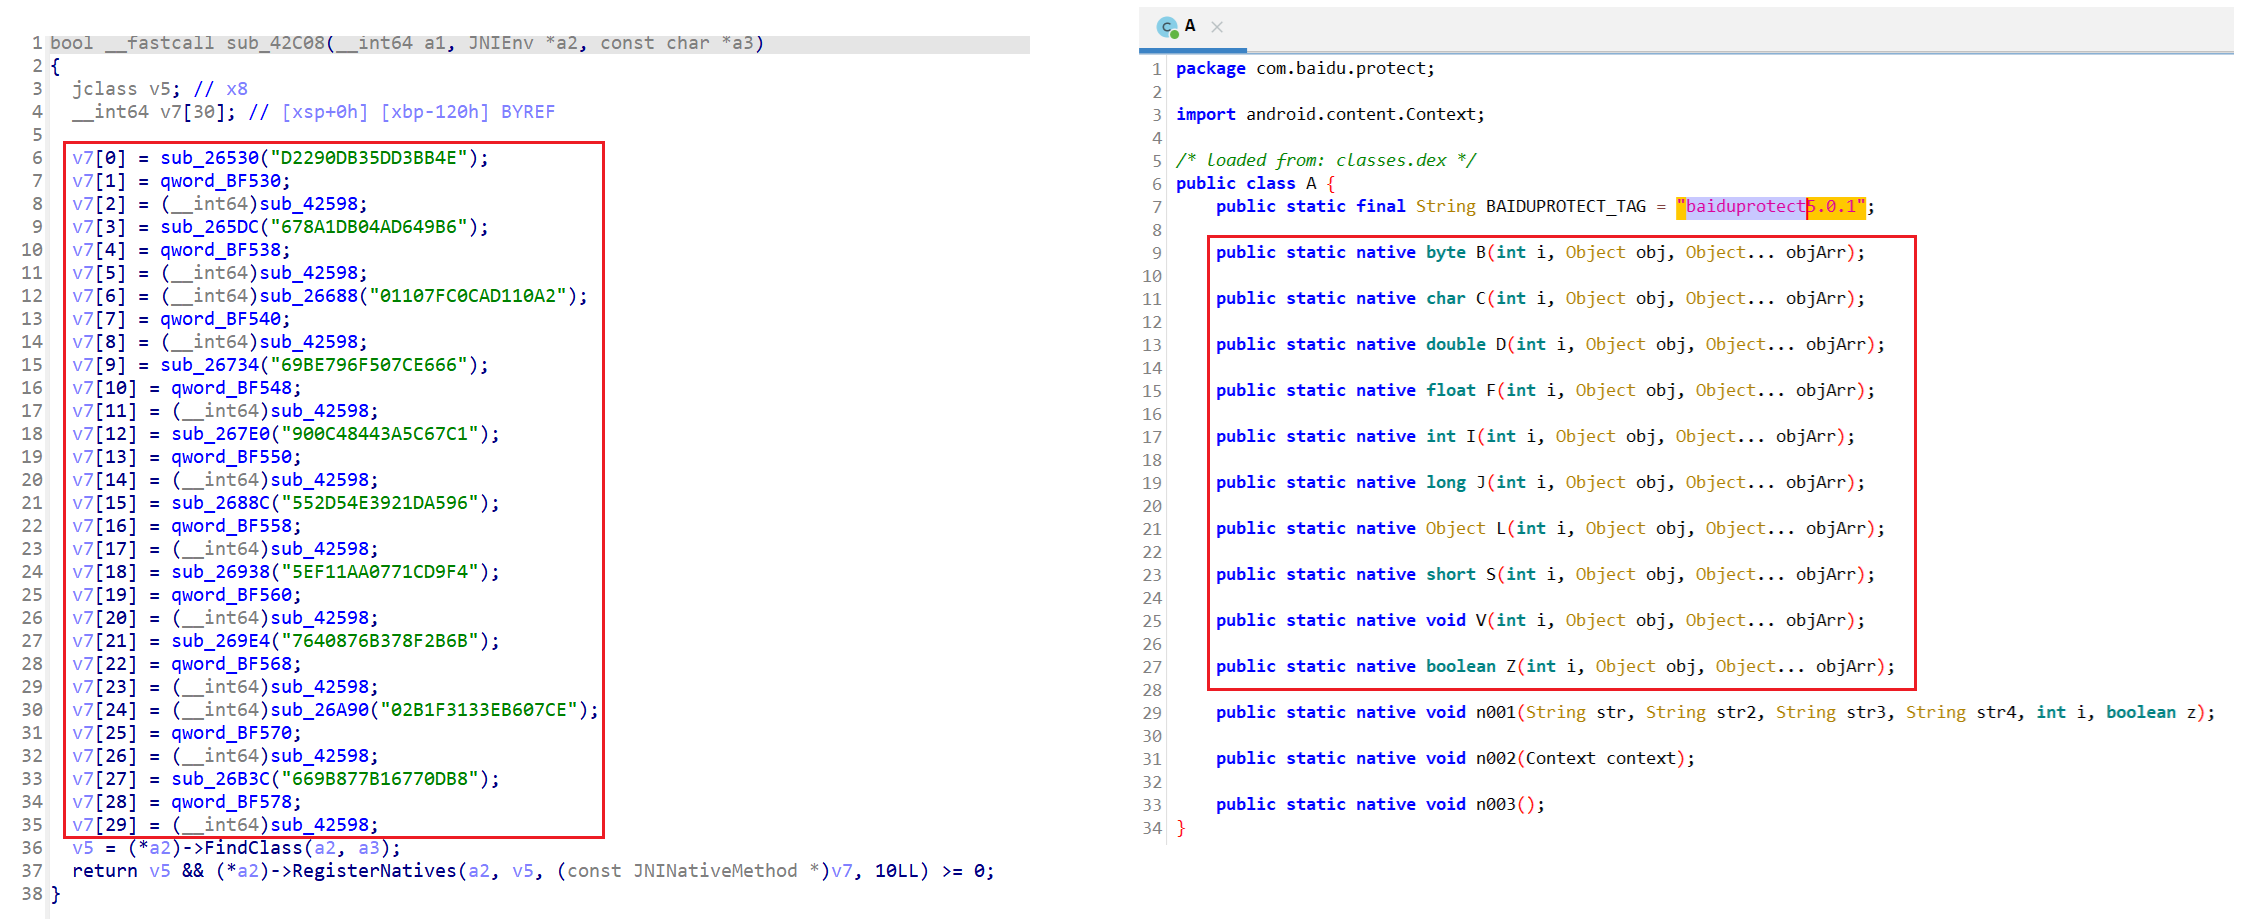 1 bool __fastcall sub_42C08(__int64 a1, JNIEnv *a2, const char *a3)
2 {
3 jclass v5; // x8
4 __int64 v7[30]; // [xsp+0h] [xbp-120h] BYREF
5
6 v7[0] = sub_26530("D2290DB35DD3BB4E");
7 v7[1] = qword_BF530;
8 v7[2] = (__int64)sub_42598;
9 v7[3] = sub_265DC("678A1DB04AD649B6");
10 v7[4] = qword_BF538;
11 v7[5] = (__int64)sub_42598;
12 v7[6] = (__int64)sub_26688("01107FC0CAD110A2");
13 v7[7] = qword_BF540;
14 v7[8] = (__int64)sub_42598;
15 v7[9] = sub_26734("69BE796F507CE666");
16 v7[10] = qword_BF548;
17 v7[11] = (__int64)sub_42598;
18 v7[12] = sub_267E0("900C48443A5C67C1");
19 v7[13] = qword_BF550;
20 v7[14] = (__int64)sub_42598;
21 v7[15] = sub_2688C("552D54E3921DA596");
22 v7[16] = qword_BF558;
23 v7[17] = (__int64)sub_42598;
24 v7[18] = sub_26938("5EF11AA0771CD9F4");
25 v7[19] = qword_BF560;
26 v7[20] = (__int64)sub_42598;
27 v7[21] = sub_269E4("7640876B378F2B6B");
28 v7[22] = qword_BF568;
29 v7[23] = (__int64)sub_42598;
30 v7[24] = (__int64)sub_26A90("02B1F3133EB607CE");
31 v7[25] = qword_BF570;
32 v7[26] = (__int64)sub_42598;
33 v7[27] = sub_26B3C("669B877B16770DB8");
34 v7[28] = qword_BF578;
35 v7[29] = (__int64)sub_42598;
36 v5 = (*a2)->FindClass(a2, a3);
37 return v5 && (*a2)->RegisterNatives(a2, v5, (const JNINativeMethod *)v7, 10LL) >= 0;
38 }
C A ×
1 package com.baidu.protect;
2
3 import android.content.Context;
4
5 /* loaded from: classes.dex */
6 public class A {
7 public static final String BAIDUPROTECT_TAG = "baiduprotect5.0.1";
8
9 public static native byte B(int i, Object obj, Object... objArr);
10
11 public static native char C(int i, Object obj, Object... objArr);
12
13 public static native double D(int i, Object obj, Object... objArr);
14
15 public static native float F(int i, Object obj, Object... objArr);
16
17 public static native int I(int i, Object obj, Object... objArr);
18
19 public static native long J(int i, Object obj, Object... objArr);
20
21 public static native Object L(int i, Object obj, Object... objArr);
22
23 public static native short S(int i, Object obj, Object... objArr);
24
25 public static native void V(int i, Object obj, Object... objArr);
26
27 public static native boolean Z(int i, Object obj, Object... objArr);
28
29 public static native void n001(String str, String str2, String str3, String str4, int i, boolean z);
30
31 public static native void n002(Context context);
32
33 public static native void n003();
34 }